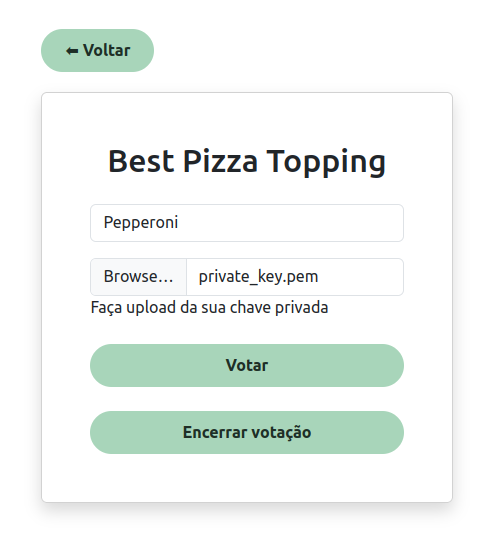 ⬅ Voltar
Best Pizza Topping
Pepperoni
Browse... private_key.pem
Faça upload da sua chave privada
Votar
Encerrar votação